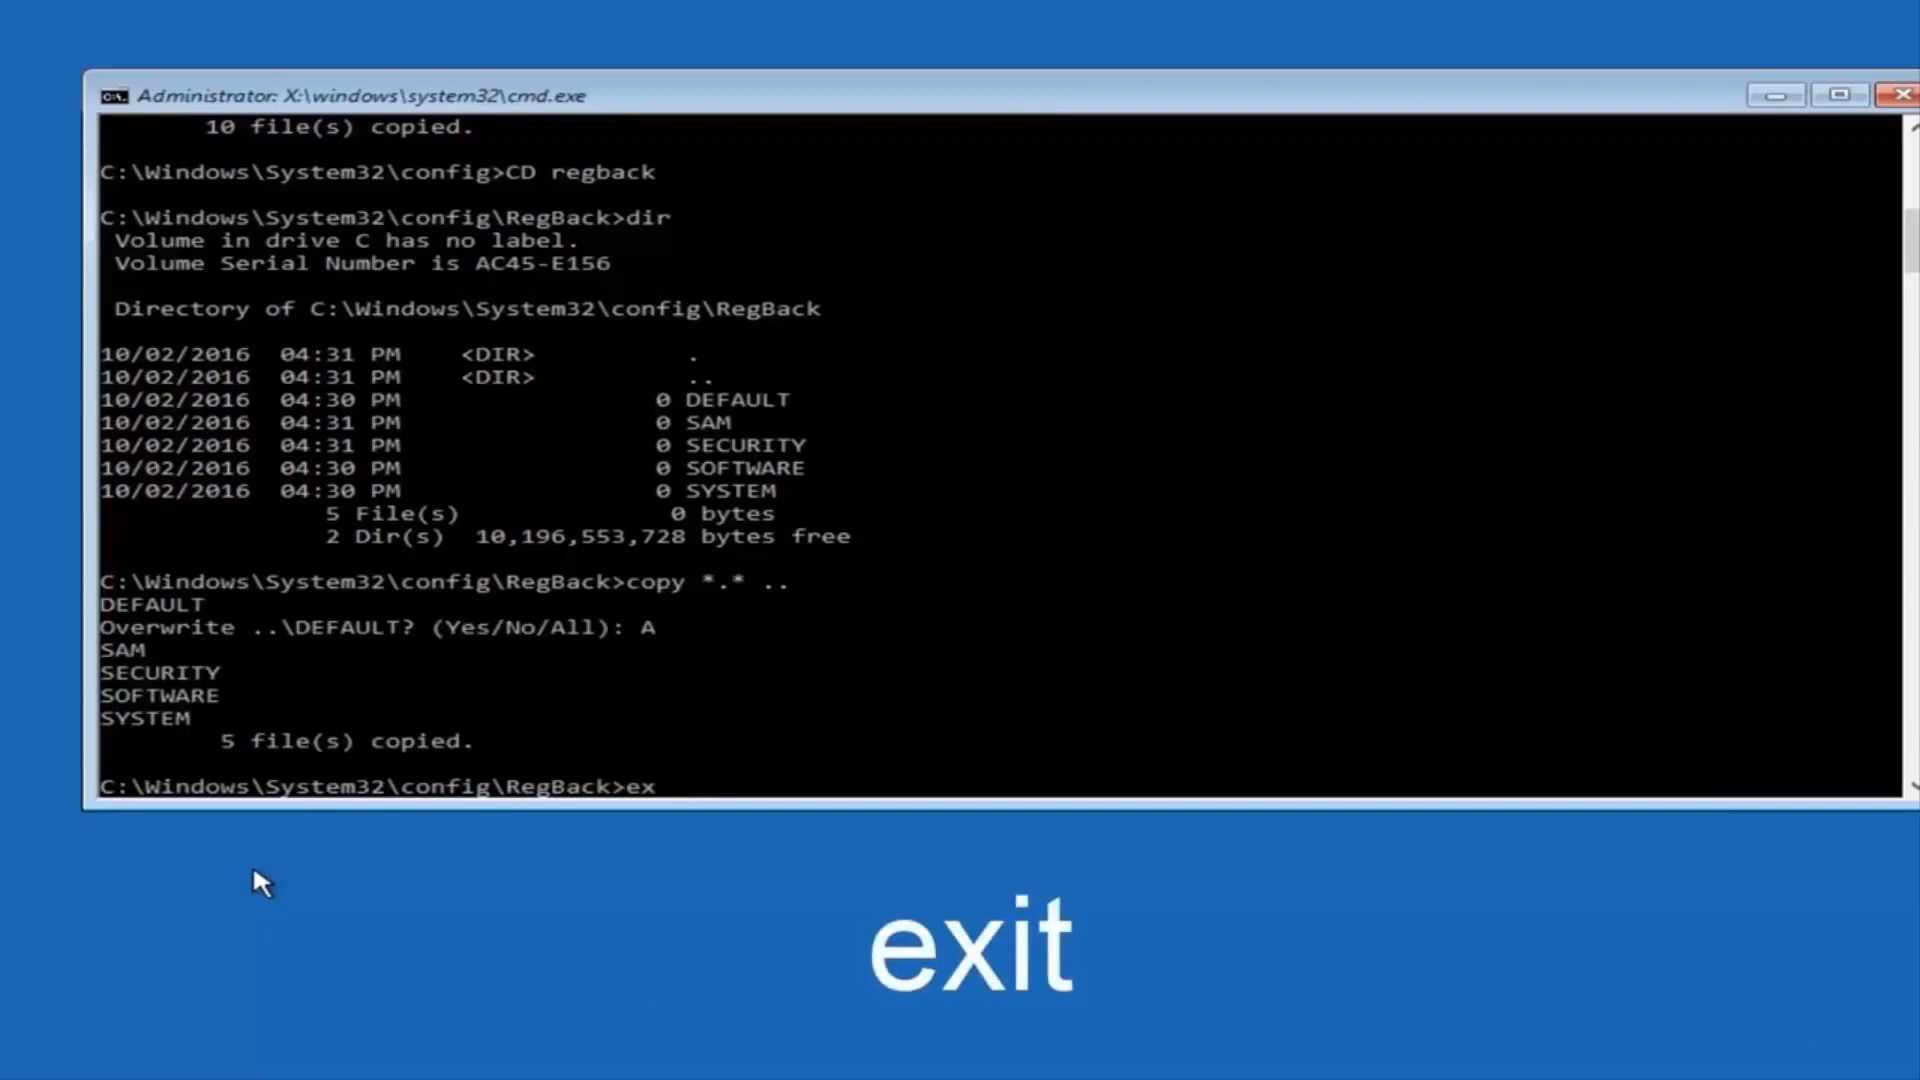 Administrator: X:\windows\system32\cmd.exe
10 file(s) copied.
C:\Windows\System32\config>CD regback
C:\Windows\System32\config\RegBack>dir
Volume in drive C has no label.
Volume Serial Number is AC45-E156
Directory of C:\Windows\System32\config\RegBack
10/02/2016 04:31 PM <DIR> .
10/02/2016 04:31 PM <DIR> ..
10/02/2016 04:30 PM 0 DEFAULT
10/02/2016 04:31 PM 0 SAM
10/02/2016 04:31 PM 0 SECURITY
10/02/2016 04:30 PM 0 SOFTWARE
10/02/2016 04:30 PM 0 SYSTEM
5 File(s) 0 bytes
2 Dir(s) 10,196,553,728 bytes free
C:\Windows\System32\config\RegBack>copy *.* ..
DEFAULT
Overwrite ..\DEFAULT? (Yes/No/All): A
SAM
SECURITY
SOFTWARE
SYSTEM
5 file(s) copied.
C:\Windows\System32\config\RegBack>ex
exit